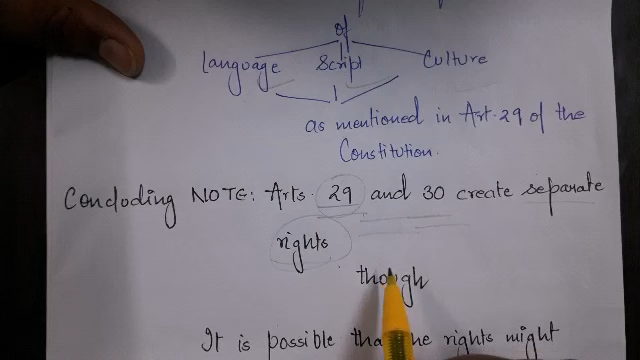 of
Language Script Culture
as mentioned in Art. 29 of the
Constitution.
Concluding NOTE: Arts. 29 and 30 create separate
rights
though
It is possible the rights might